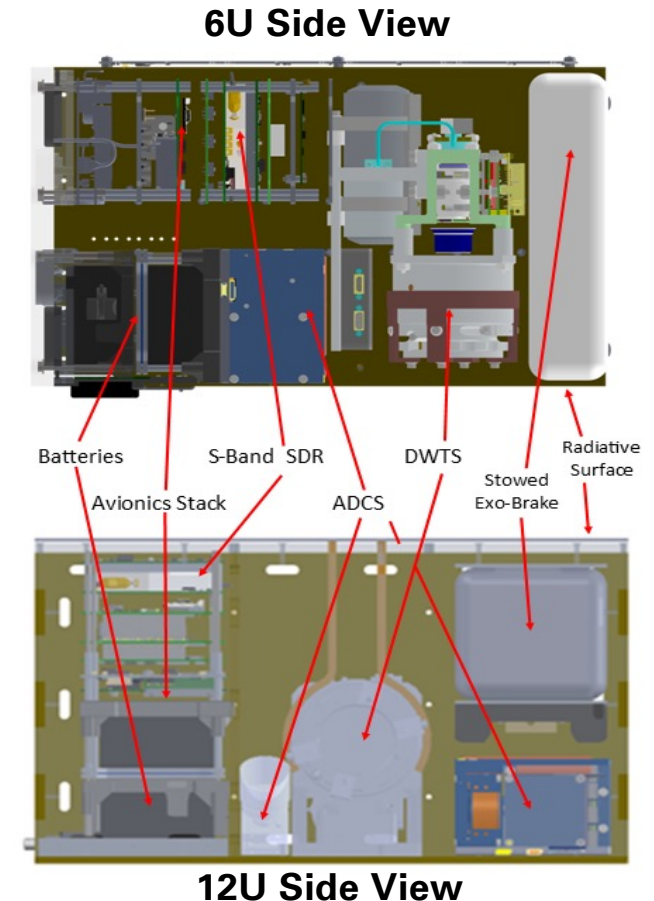 6U Side View
Batteries
S-Band SDR
DWTS
Radiative
Surface
Avionics Stack
ADCS
Stowed
Exo-Brake
12U Side View